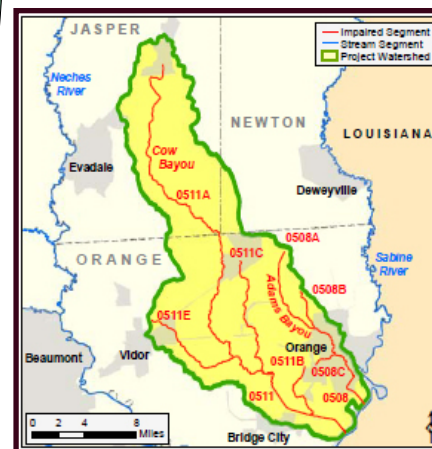 JASPER
Impaired Segment
Stream Segment
Project Watershed
Neches
River
NEWTON
LOUISIANA
Cow
Bayou
Evadale
Deweyville
0511A
0508A
ORANGE
0511C
Sabine
River
Adams Bayou
0508B
0511E
Beaumont
Vidor
Orange
0511B
0508C
0511
0508
0 2 4 8
Miles
Bridge City